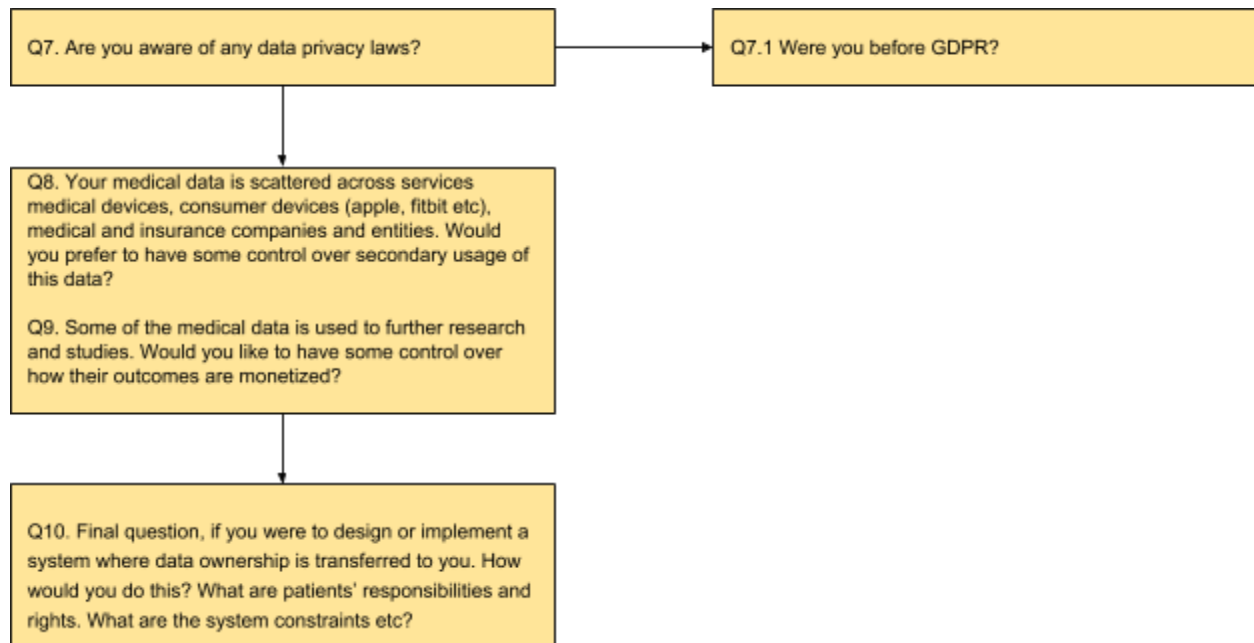 Q7. Are you aware of any data privacy laws?
Q7.1 Were you before GDPR?
Q8. Your medical data is scattered across services
medical devices, consumer devices (apple, fitbit etc),
medical and insurance companies and entities. Would
you prefer to have some control over secondary usage of
this data?
Q9. Some of the medical data is used to further research
and studies. Would you like to have some control over
how their outcomes are monetized?
Q10. Final question, if you were to design or implement a
system where data ownership is transferred to you. How
would you do this? What are patients’ responsibilities and
rights. What are the system constraints etc?